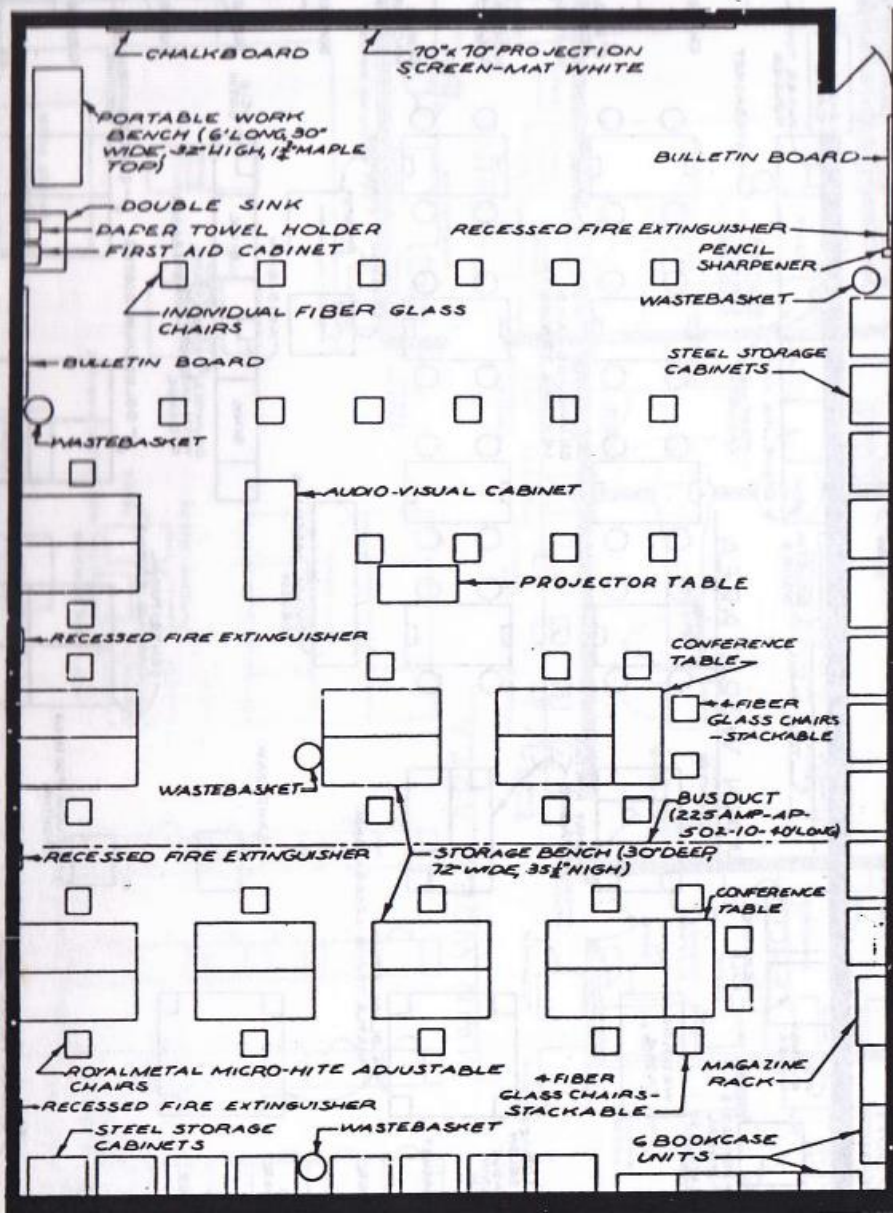 CHALKBOARD
70"x 70" PROJECTION
SCREEN-MAT WHITE
PORTABLE WORK
BENCH (6' LONG, 30"
WIDE, 32" HIGH, 1½" MAPLE
TOP)
BULLETIN BOARD
DOUBLE SINK
PAPER TOWEL HOLDER
FIRST AID CABINET
RECESSED FIRE EXTINGUISHER
PENCIL
SHARPENER
WASTEBASKET
INDIVIDUAL FIBER GLASS
CHAIRS
BULLETIN BOARD
STEEL STORAGE
CABINETS
WASTEBASKET
AUDIO-VISUAL CABINET
PROJECTOR TABLE
RECESSED FIRE EXTINGUISHER
CONFERENCE
TABLE
4-FIBER
GLASS CHAIRS
-STACKABLE
WASTEBASKET
BUS DUCT
(225 AMP-AP-
502-10-40'LONG)
RECESSED FIRE EXTINGUISHER
STORAGE BENCH (30" DEEP,
72" WIDE, 35½" HIGH)
CONFERENCE
TABLE
ROYALMETAL MICRO-HITE ADJUSTABLE
CHAIRS
4-FIBER
GLASS CHAIRS-
STACKABLE
MAGAZINE
RACK
RECESSED FIRE EXTINGUISHER
STEEL STORAGE
CABINETS
WASTEBASKET
6 BOOKCASE
UNITS